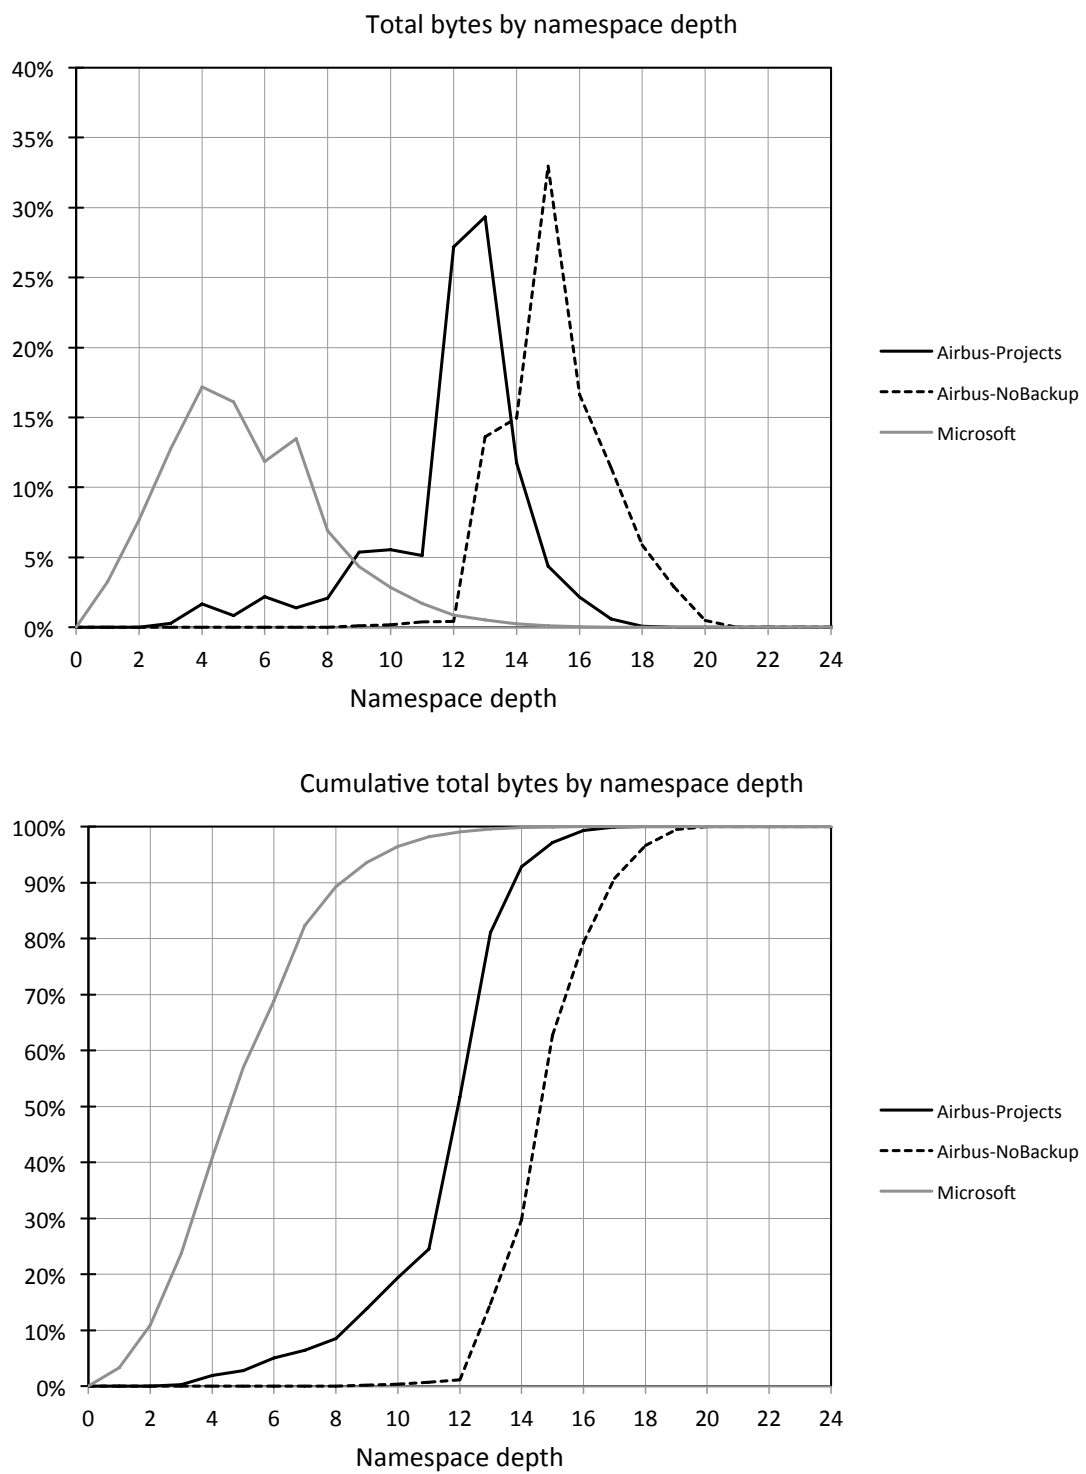 Total bytes by namespace depth
40%
35%
30%
25%
20%
15%
10%
5%
0%
0 2 4 6 8 10 12 14 16 18 20 22 24
Namespace depth
Airbus-Projects
Airbus-NoBackup
Microsoft
Cumulative total bytes by namespace depth
100%
90%
80%
70%
60%
50%
40%
30%
20%
10%
0%
0 2 4 6 8 10 12 14 16 18 20 22 24
Namespace depth
Airbus-Projects
Airbus-NoBackup
Microsoft